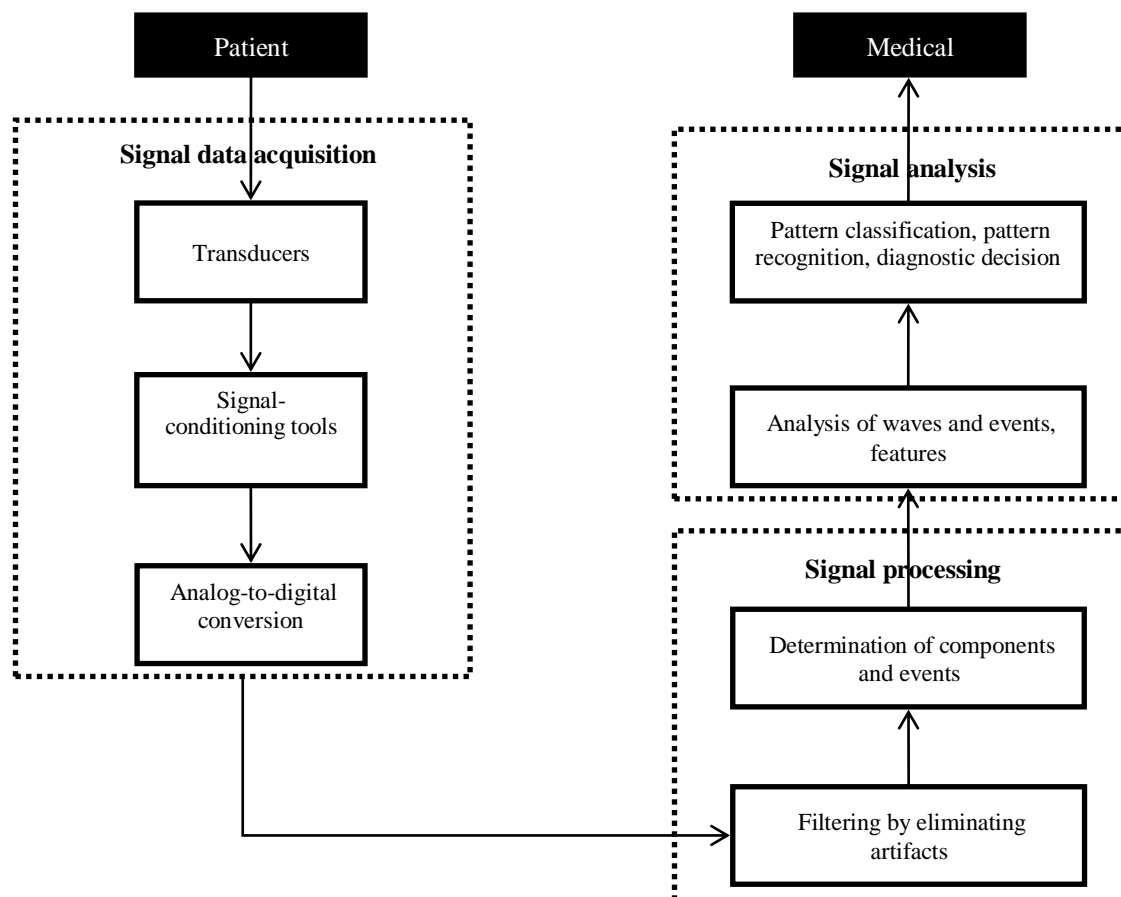 Patient
Signal data acquisition
Transducers
Signal-
conditioning tools
Analog-to-digital
conversion
Medical
Signal analysis
Pattern classification, pattern
recognition, diagnostic decision
Analysis of waves and events,
features
Signal processing
Determination of components
and events
Filtering by eliminating
artifacts